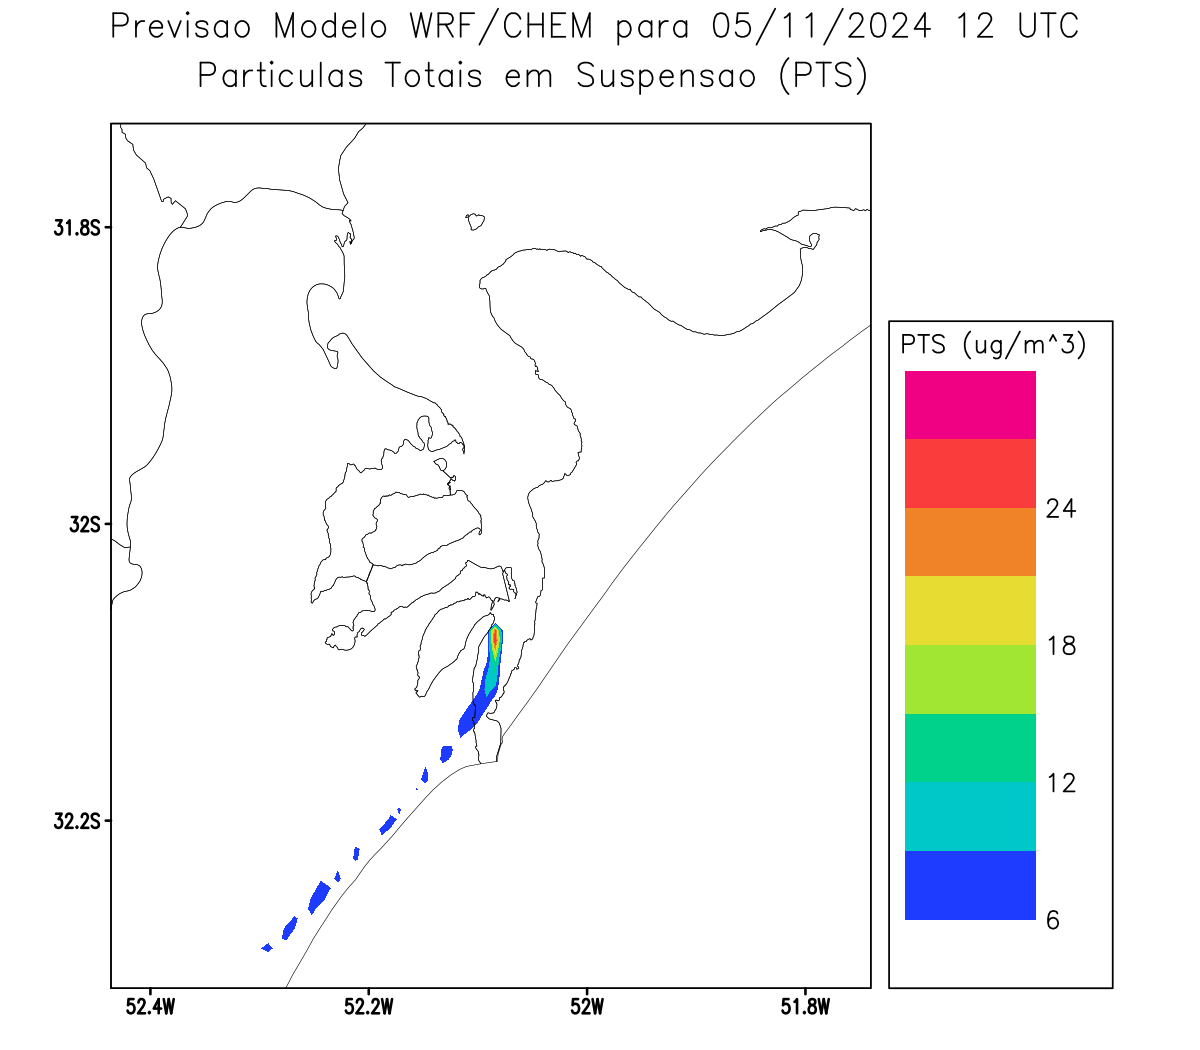 Previsao Modelo WRF/CHEM para 05/11/2024 12 UTC
Particulas Totais em Suspensao (PTS)
31.8S
32S
32.2S
52.4W
52.2W
52W
51.8W
PTS (ug/m^3)
24
18
12
6